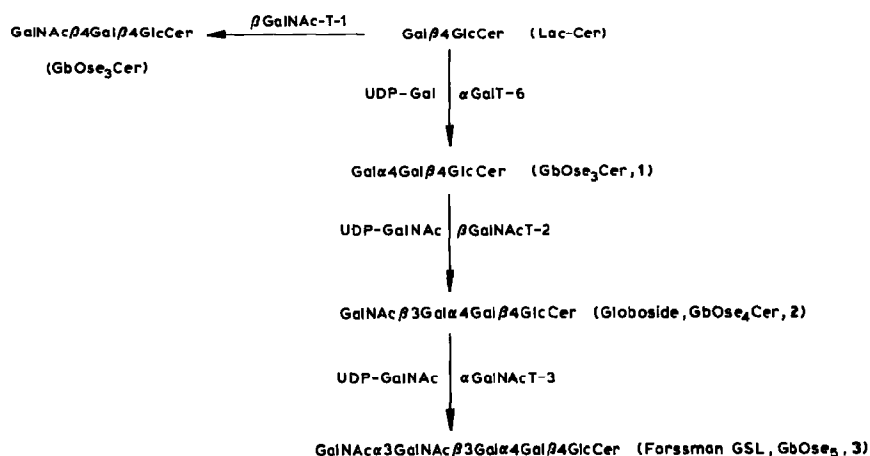 βGalNAc-T-1
GalNAcβ4Galβ4GlcCer Galβ4GlcCer (Lac-Cer)
(GbOse₃Cer)
UDP-Gal αGalT-6
Galα4Galβ4GlcCer (GbOse₃Cer,1)
UDP-GalNAc βGalNAcT-2
GalNAcβ3Galα4Galβ4GlcCer (Globoside,GbOse₄Cer,2)
UDP-GalNAc αGalNAcT-3
GalNAcα3GalNAcβ3Galα4Galβ4GlcCer (Forssman GSL, GbOse₅, 3)